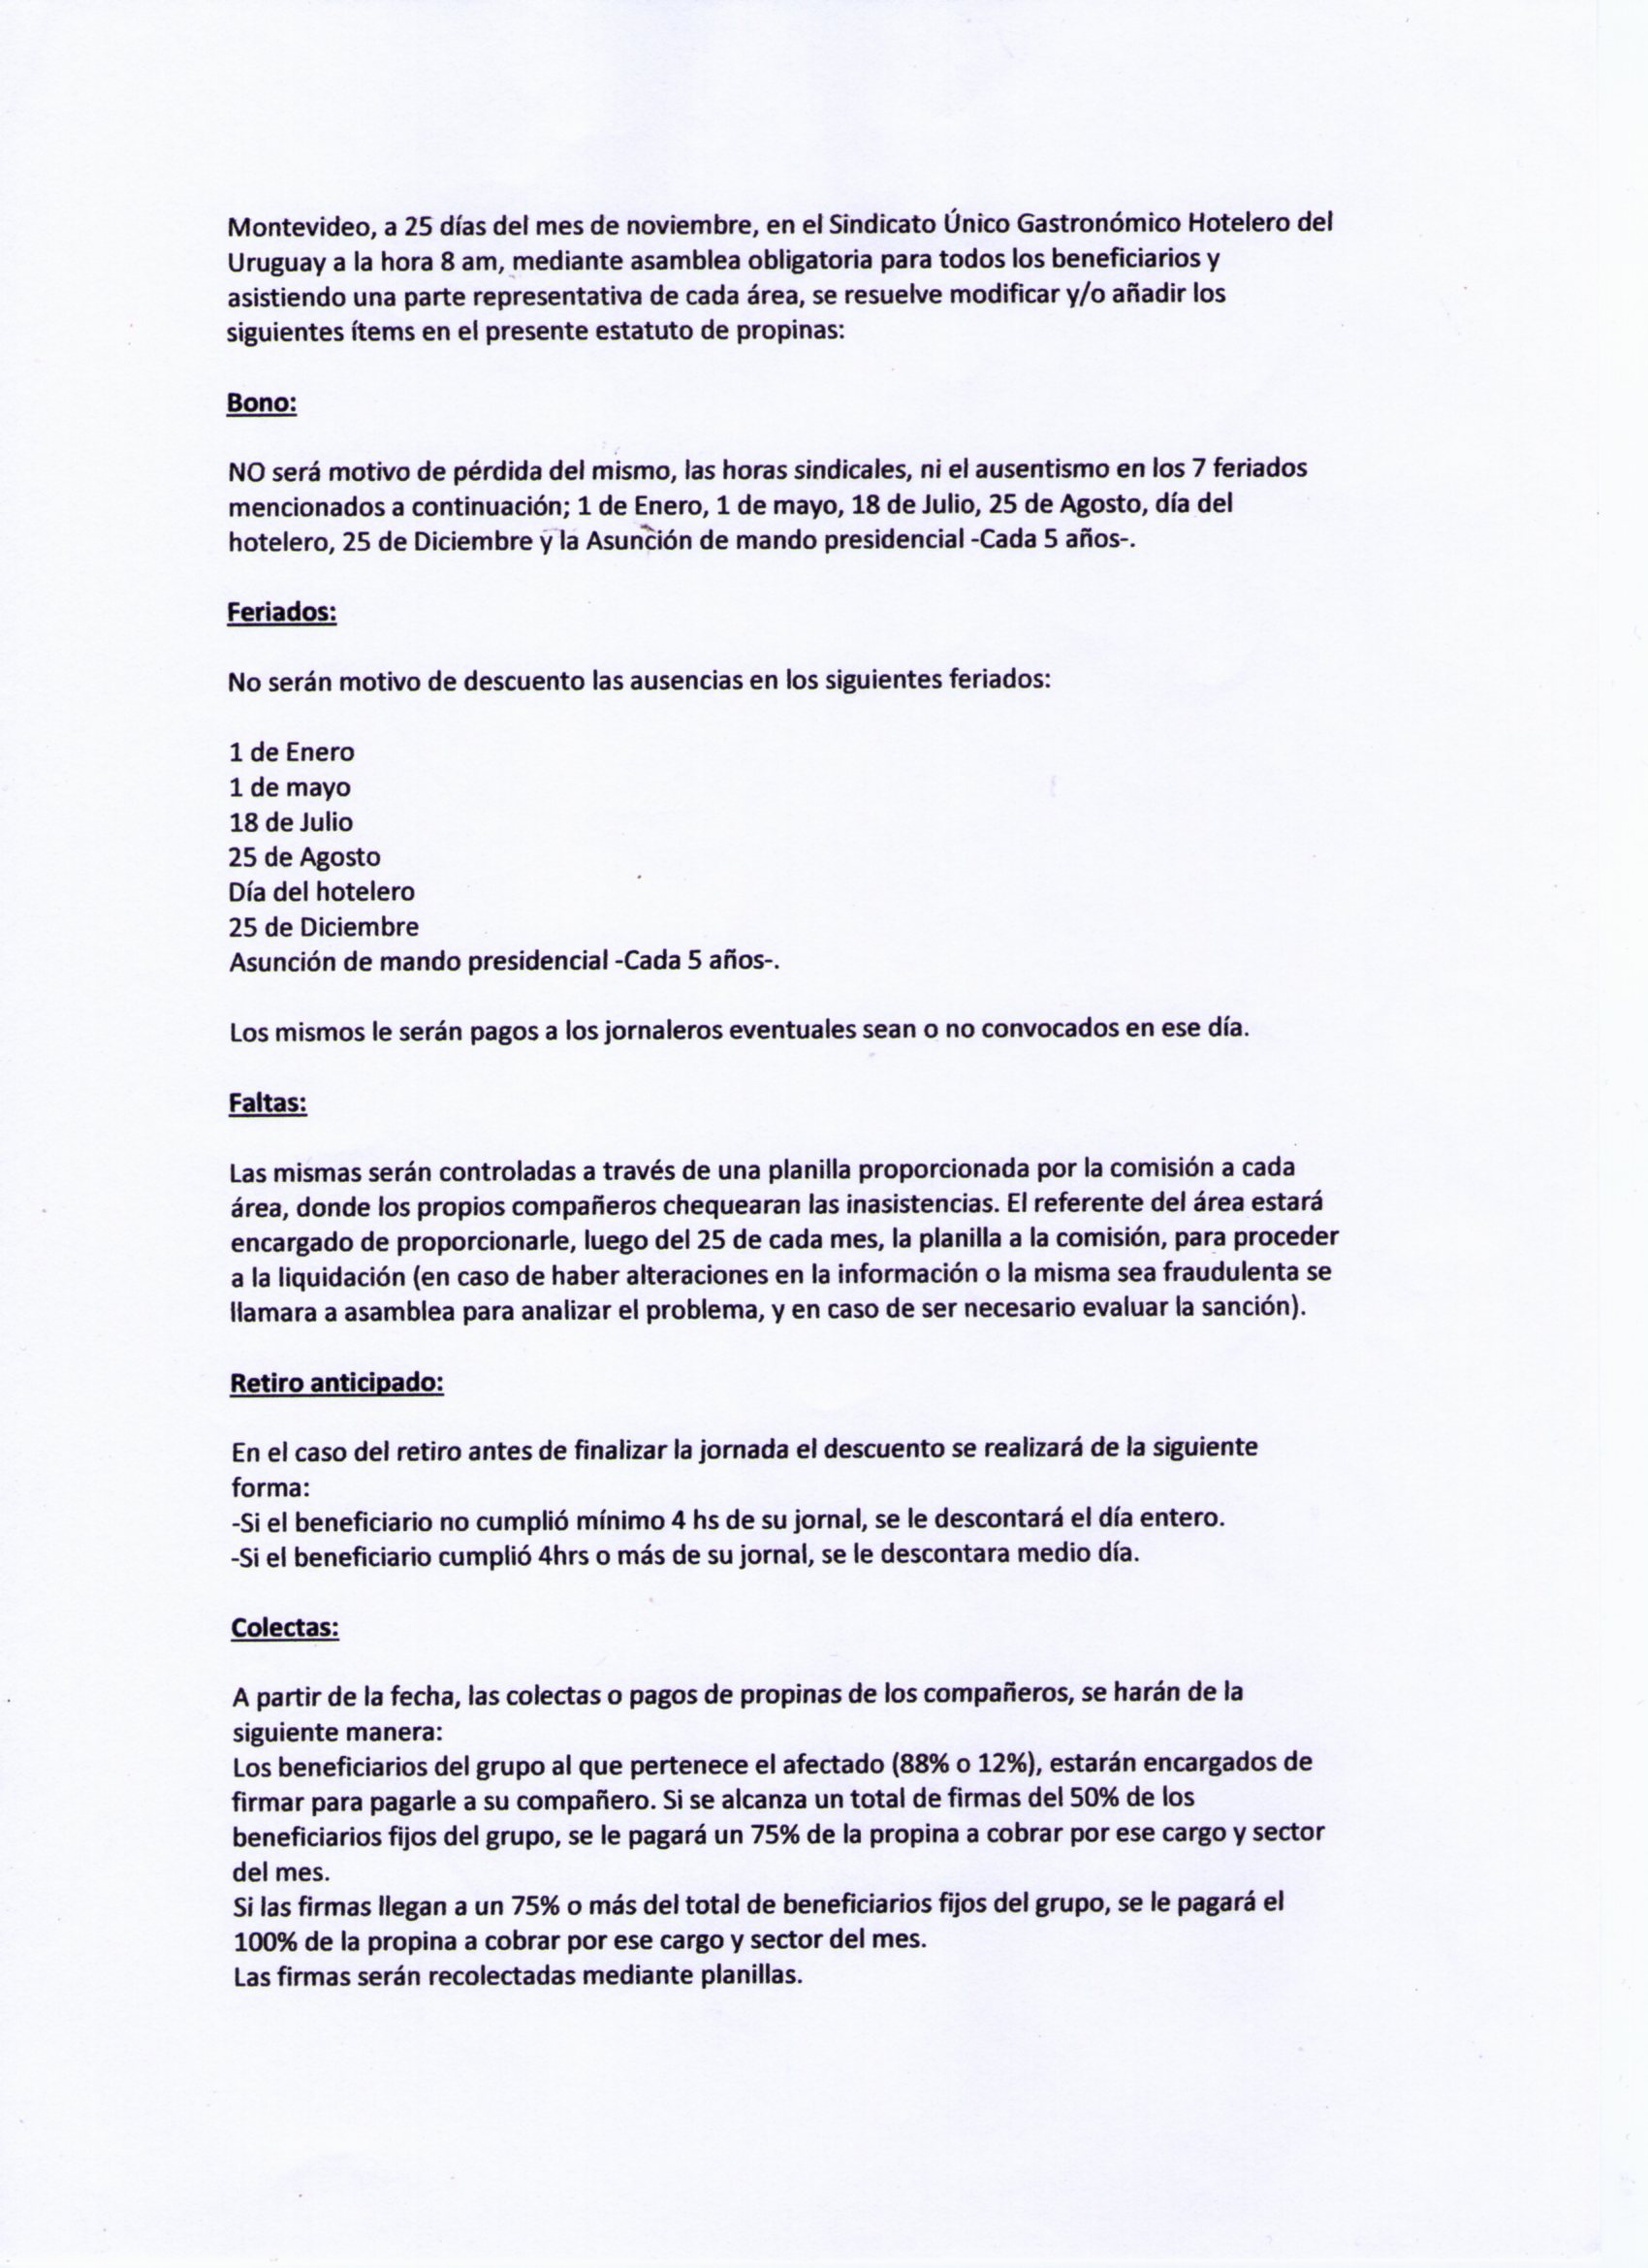 Montevideo, a 25 días del mes de noviembre, en el Sindicato Único Gastronómico Hotelero del
Uruguay a la hora 8 am, mediante asamblea obligatoria para todos los beneficiarios y
asistiendo una parte representativa de cada área, se resuelve modificar y/o añadir los
siguientes ítems en el presente estatuto de propinas:
Bono:
NO será motivo de pérdida del mismo, las horas sindicales, ni el ausentismo en los 7 feriados
mencionados a continuación; 1 de Enero, 1 de mayo, 18 de Julio, 25 de Agosto, día del
hotelero, 25 de Diciembre y la Asunción de mando presidencial -Cada 5 años-.
Feriados:
No serán motivo de descuento las ausencias en los siguientes feriados:
1 de Enero
1 de mayo
18 de Julio
25 de Agosto
Día del hotelero
25 de Diciembre
Asunción de mando presidencial -Cada 5 años-.
Los mismos le serán pagos a los jornaleros eventuales sean o no convocados en ese día.
Faltas:
Las mismas serán controladas a través de una planilla proporcionada por la comisión a cada
área, donde los propios compañeros chequearan las inasistencias. El referente del área estará
encargado de proporcionarle, luego del 25 de cada mes, la planilla a la comisión, para proceder
a la liquidación (en caso de haber alteraciones en la información o la misma sea fraudulenta se
llamara a asamblea para analizar el problema, y en caso de ser necesario evaluar la sanción).
Retiro anticipado:
En el caso del retiro antes de finalizar la jornada el descuento se realizará de la siguiente
forma:
-Si el beneficiario no cumplió mínimo 4 hs de su jornal, se le descontará el día entero.
-Si el beneficiario cumplió 4hrs o más de su jornal, se le descontara medio día.
Colectas:
A partir de la fecha, las colectas o pagos de propinas de los compañeros, se harán de la
siguiente manera:
Los beneficiarios del grupo al que pertenece el afectado (88% o 12%), estarán encargados de
firmar para pagarle a su compañero. Si se alcanza un total de firmas del 50% de los
beneficiarios fijos del grupo, se le pagará un 75% de la propina a cobrar por ese cargo y sector
del mes.
Si las firmas llegan a un 75% o más del total de beneficiarios fijos del grupo, se le pagará el
100% de la propina a cobrar por ese cargo y sector del mes.
Las firmas serán recolectadas mediante planillas.